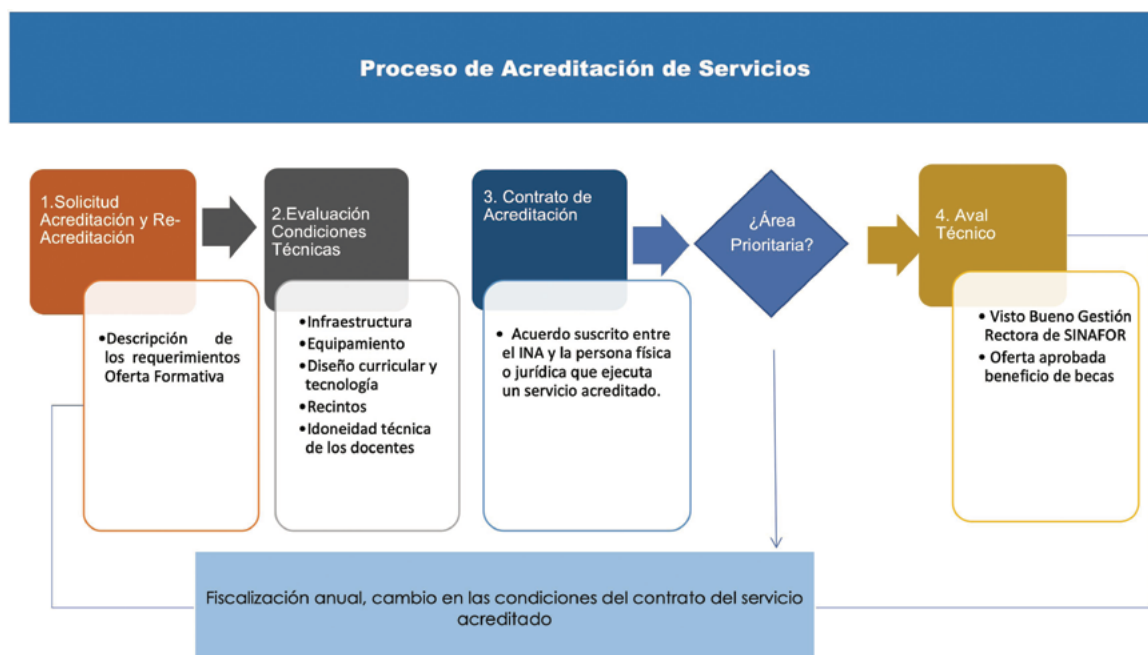 Proceso de Acreditación de Servicios
1.Solicitud
Acreditación y Re-
Acreditación
•Descripción de
los requerimientos
Oferta Formativa
2.Evaluación
Condiciones
Técnicas
•Infraestructura
•Equipamiento
•Diseño curricular y
tecnología
•Recintos
•Idoneidad técnica
de los docentes
3. Contrato de
Acreditación
• Acuerdo suscrito entre
el INA y la persona física
o jurídica que ejecuta
un servicio acreditado.
¿Área
Prioritaria?
4. Aval
Técnico
• Visto Bueno Gestión
Rectora de SINAFOR
• Oferta aprobada
beneficio de becas
Fiscalización anual, cambio en las condiciones del contrato del servicio
acreditado